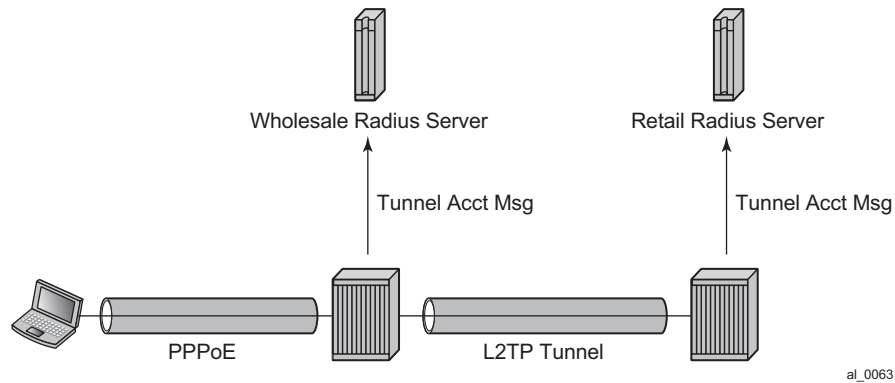 Wholesale Radius Server
Retail Radius Server
Tunnel Acct Msg
Tunnel Acct Msg
PPPoE
L2TP Tunnel
al_0063